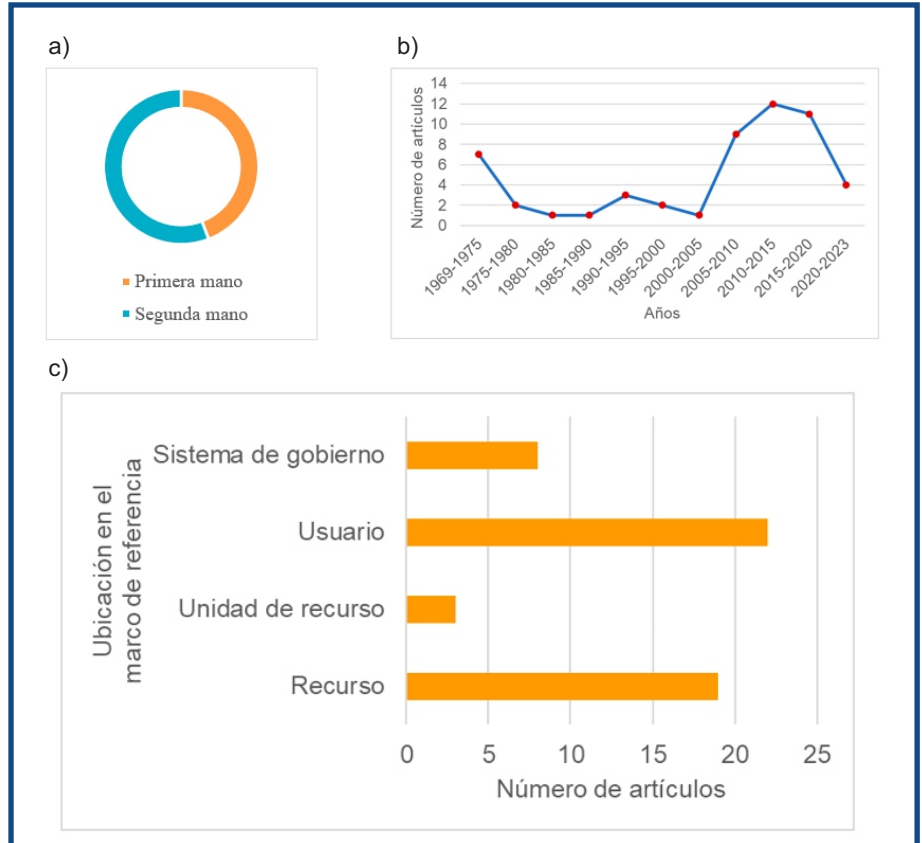 a)
Primera mano
Segunda mano
b)
Número de artículos
14
12
10
8
6
4
2
0
1969-1975
1975-1980
1980-1985
1985-1990
1990-1995
1995-2000
2000-2005
2005-2010
2010-2015
2015-2020
2020-2023
Años
c)
Ubicación en el
marco de referencia
Sistema de gobierno
Usuario
Unidad de recurso
Recurso
0 5 10 15 20 25
Número de artículos